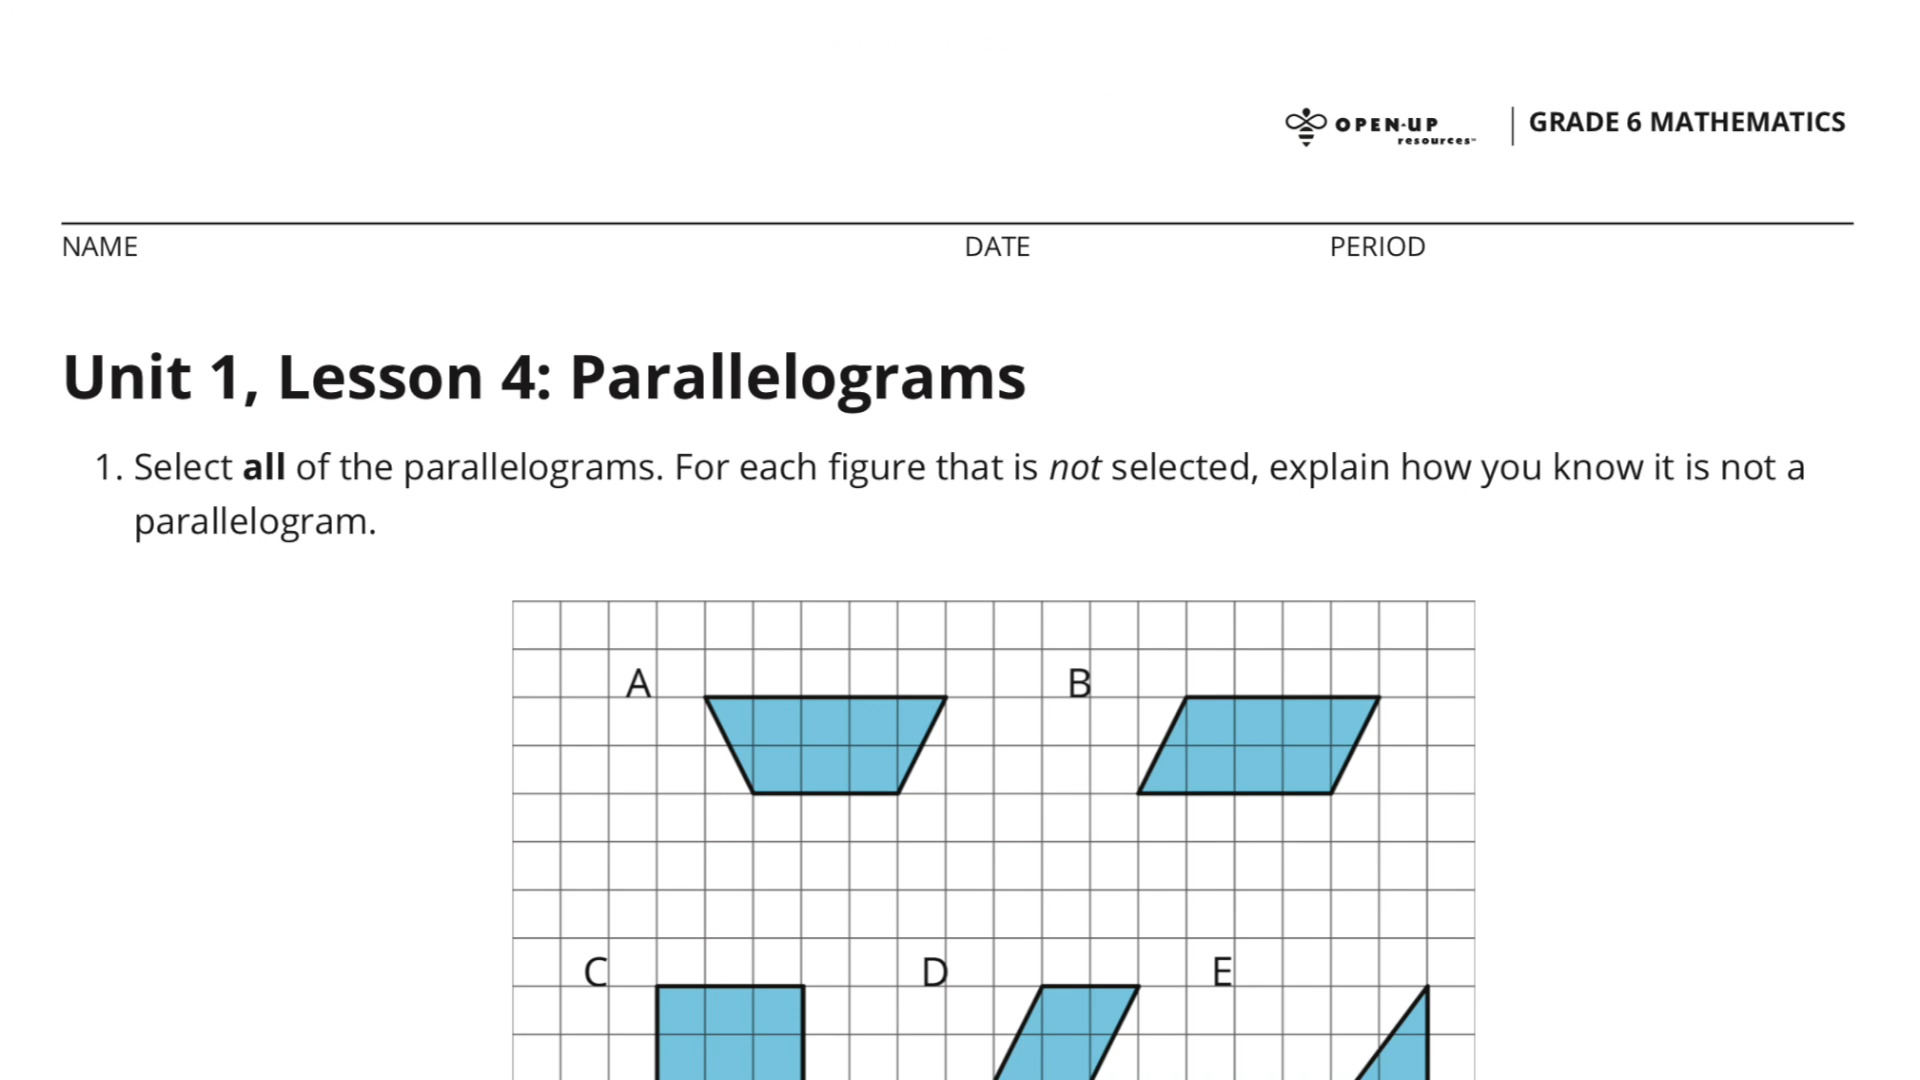 OPEN-UP
resources™
GRADE 6 MATHEMATICS
NAME DATE PERIOD
Unit 1, Lesson 4: Parallelograms
1. Select all of the parallelograms. For each figure that is not selected, explain how you know it is not a
parallelogram.
A B
C D E